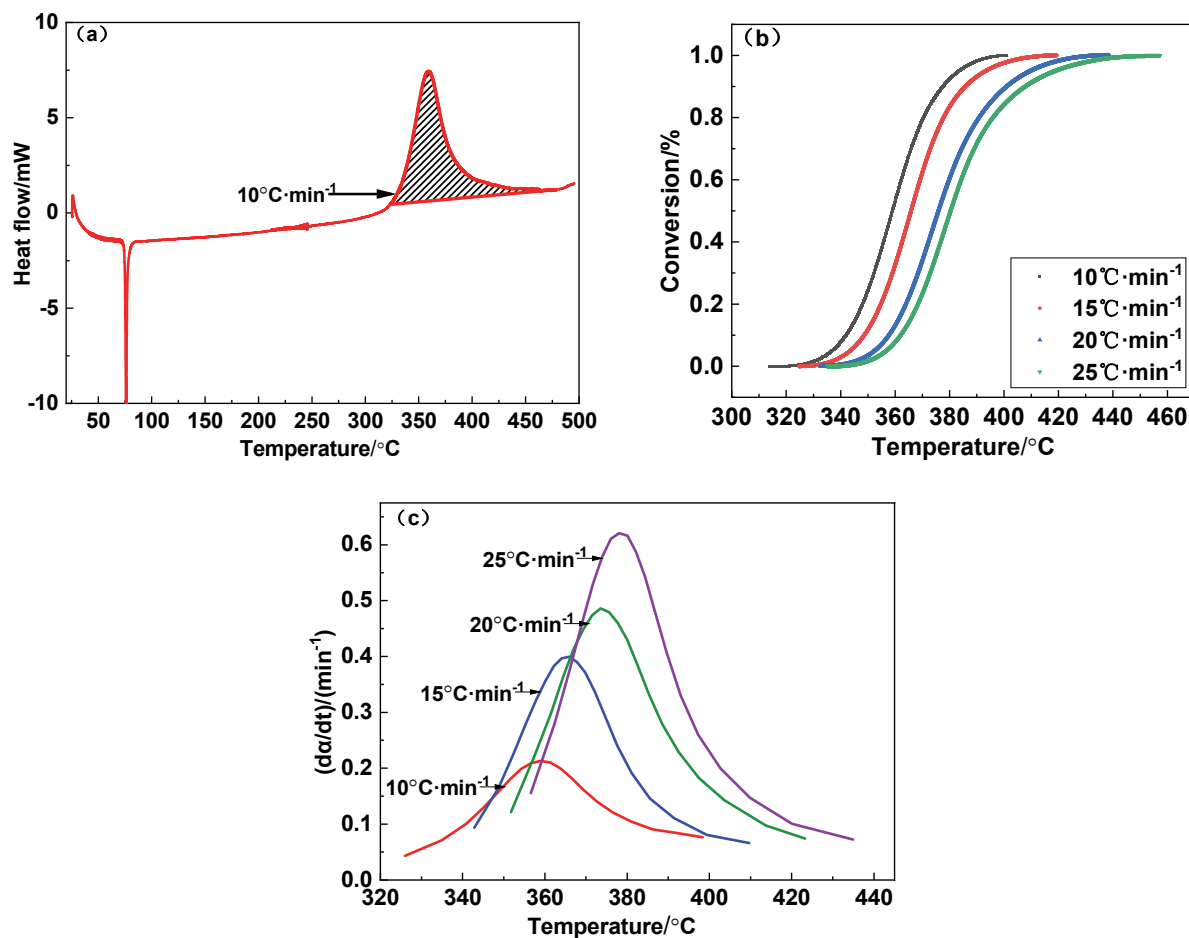 (a)
10
5
0
-5
-10
Heat flow/mW
10°C·min-1
50 100 150 200 250 300 350 400 450 500
Temperature/°C
(b)
1.0
0.8
0.6
0.4
0.2
0.0
Conversion/%
10℃·min-1
15℃·min-1
20℃·min-1
25℃·min-1
300 320 340 360 380 400 420 440 460
Temperature/°C
(c)
0.6
0.5
0.4
0.3
0.2
0.1
0.0
(dα/dt)/(min-1)
25°C·min-1
20°C·min-1
15°C·min-1
10°C·min-1
320 340 360 380 400 420 440
Temperature/°C